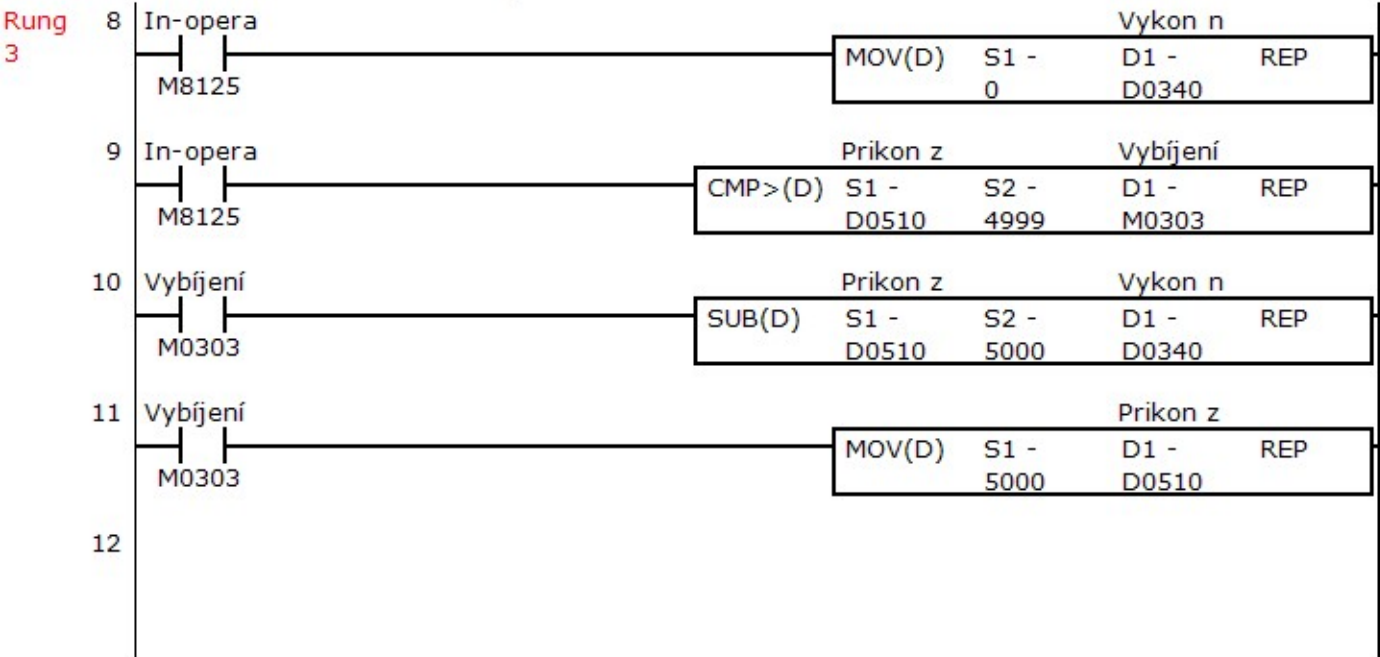 Rung 8 In-opera Vykon n
3 MOV(D) S1 - D1 - REP
M8125 0 D0340
9 In-opera Prikon z Vybíjení
CMP>(D) S1 - S2 - D1 - REP
M8125 D0510 4999 M0303
10 Vybíjení Prikon z Vykon n
SUB(D) S1 - S2 - D1 - REP
M0303 D0510 5000 D0340
11 Vybíjení Prikon z
MOV(D) S1 - D1 - REP
M0303 5000 D0510
12